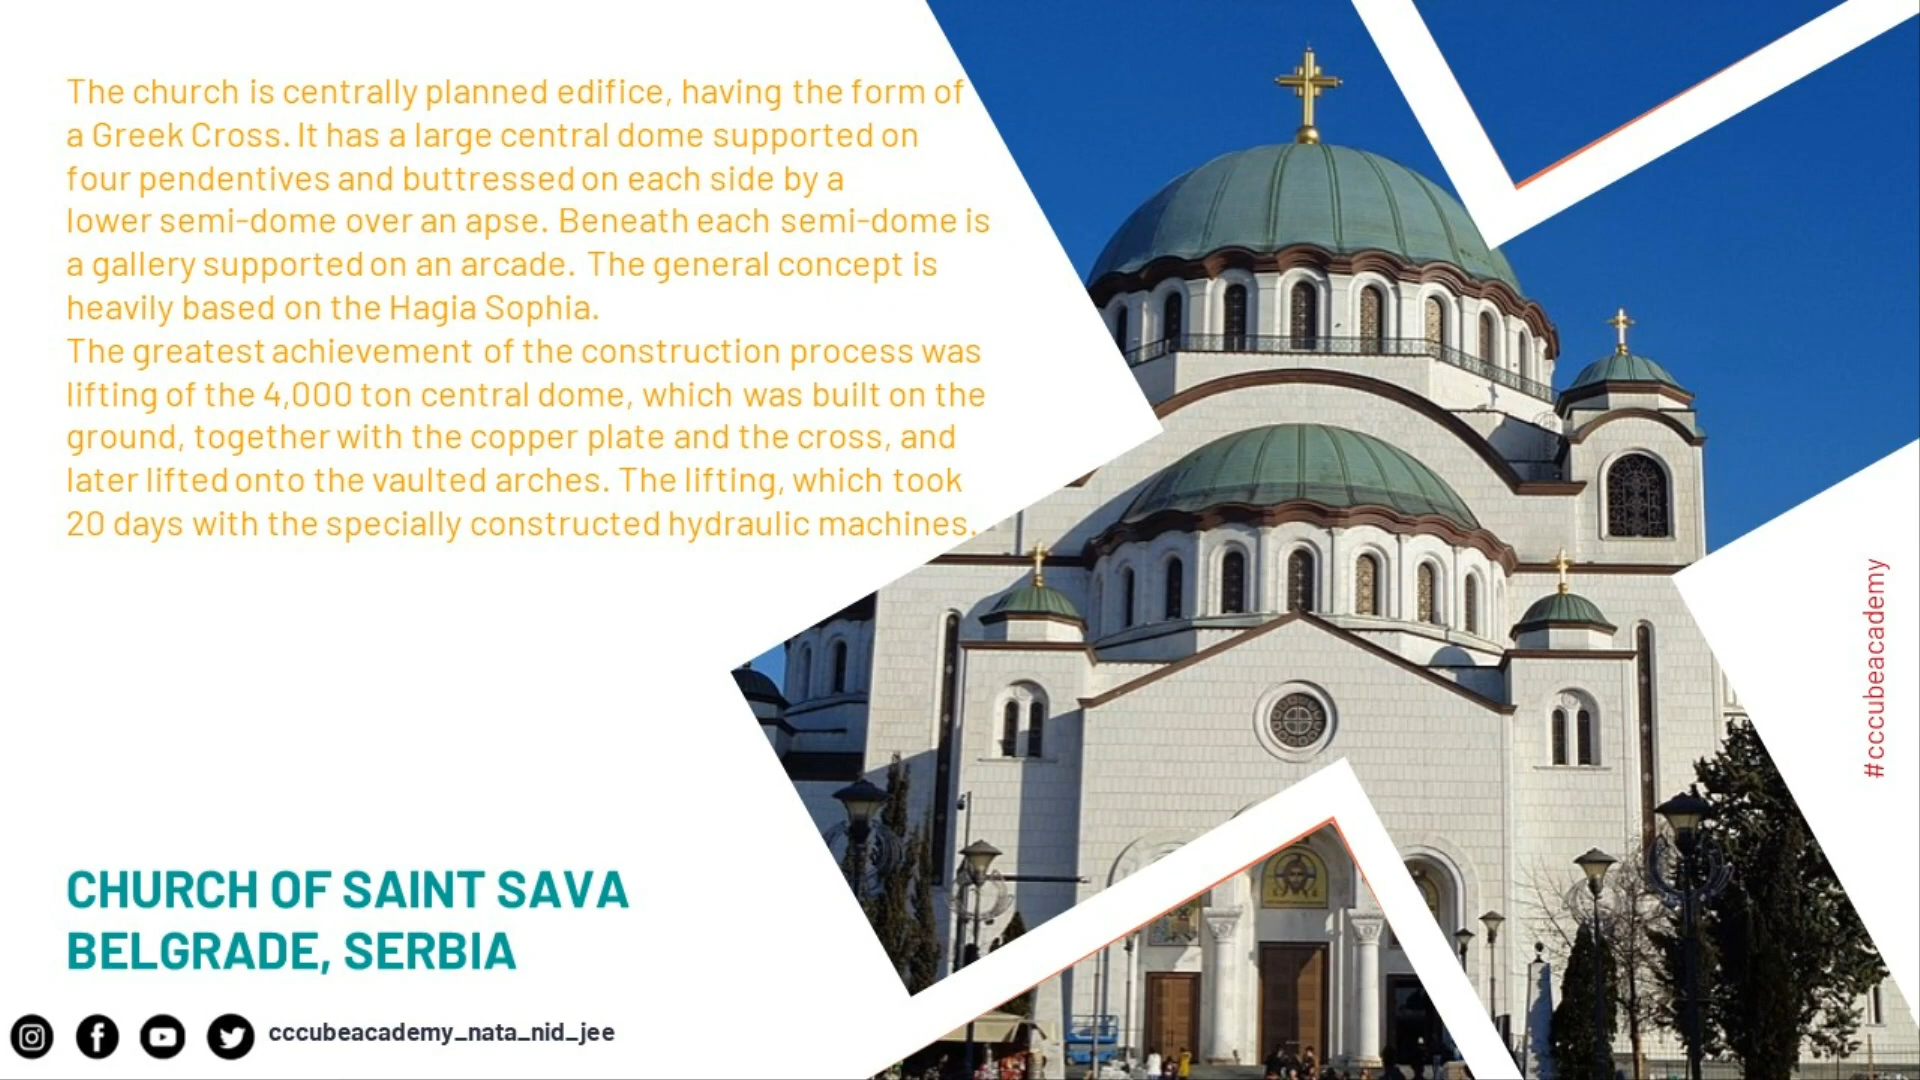 The church is centrally planned edifice, having the form of
a Greek Cross. It has a large central dome supported on
four pendentives and buttressed on each side by a
lower semi-dome over an apse. Beneath each semi-dome is
a gallery supported on an arcade. The general concept is
heavily based on the Hagia Sophia.
The greatest achievement of the construction process was
lifting of the 4,000 ton central dome, which was built on the
ground, together with the copper plate and the cross, and
later lifted onto the vaulted arches. The lifting, which took
20 days with the specially constructed hydraulic machines.
#cccubeacademy
CHURCH OF SAINT SAVA
BELGRADE, SERBIA
cccubeacademy_nata_nid_jee